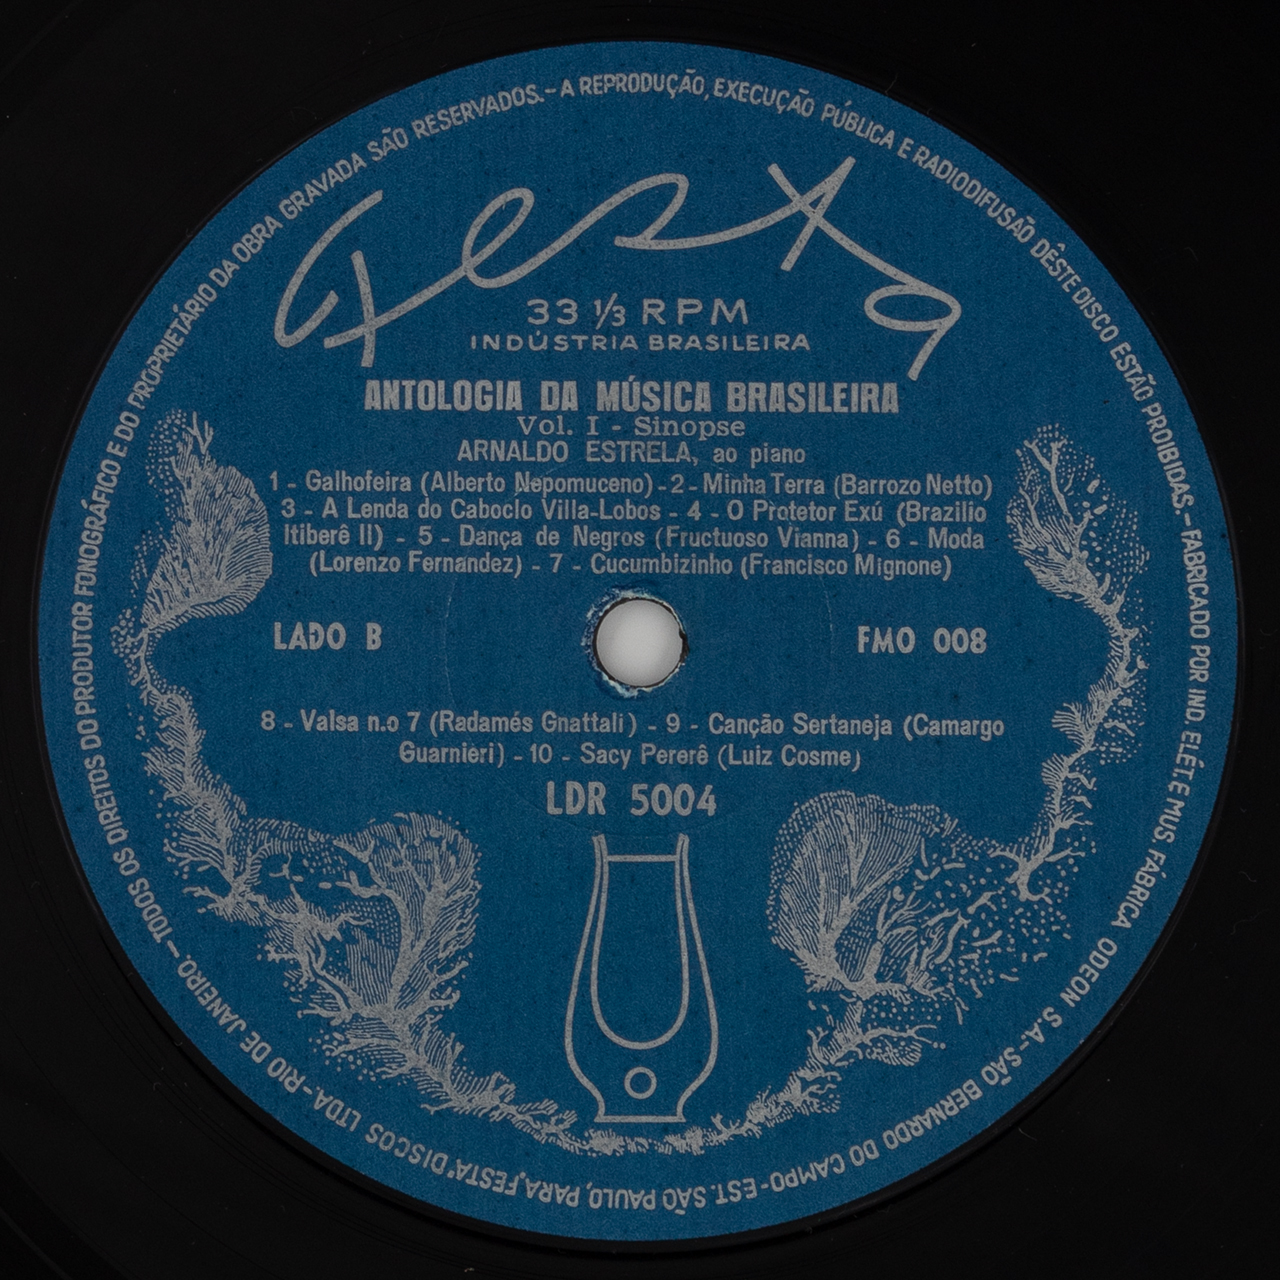 TODOS OS DIREITOS DO PRODUTOR FONOGRÁFICO E DO PROPRIETÁRIO DA OBRA GRAVADA SÃO RESERVADOS.-A REPRODUÇÃO, EXECUÇÃO PÚBLICA E RADIODIFUSÃO DÊSTE DISCO ESTÃO PROIBIDAS.-FABRICADO POR IND. ELÉT. E MUS. FÁBRICA ODEON S.A.-SÃO BERNARDO DO CAMPO-EST. SÃO PAULO, PARA "FESTA" DISCOS LTDA.-RIO DE JANEIRO.-
Festa
33 ⅓ RPM
INDÚSTRIA BRASILEIRA
ANTOLOGIA DA MÚSICA BRASILEIRA
Vol. I - Sinopse
ARNALDO ESTRELA, ao piano
1 - Galhofeira (Alberto Nepomuceno) - 2 - Minha Terra (Barrozo Netto)
3 - A Lenda do Caboclo Villa-Lobos - 4 - O Protetor Exú (Brazilio
Itiberê II) - 5 - Dança de Negros (Fructuoso Vianna) - 6 - Moda
(Lorenzo Fernandez) - 7 - Cucumbizinho (Francisco Mignone)
LADO B FMO 008
8 - Valsa n.o 7 (Radamés Gnattali) - 9 - Canção Sertaneja (Camargo
Guarnieri) - 10 - Sacy Pererê (Luiz Cosme)
LDR 5004